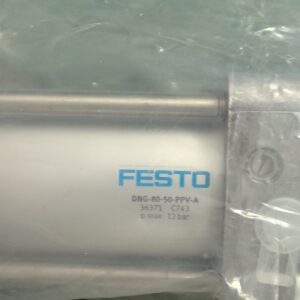 FESTO
DNG-80-50-PPV-A
36371 C743
p max. 12 bar